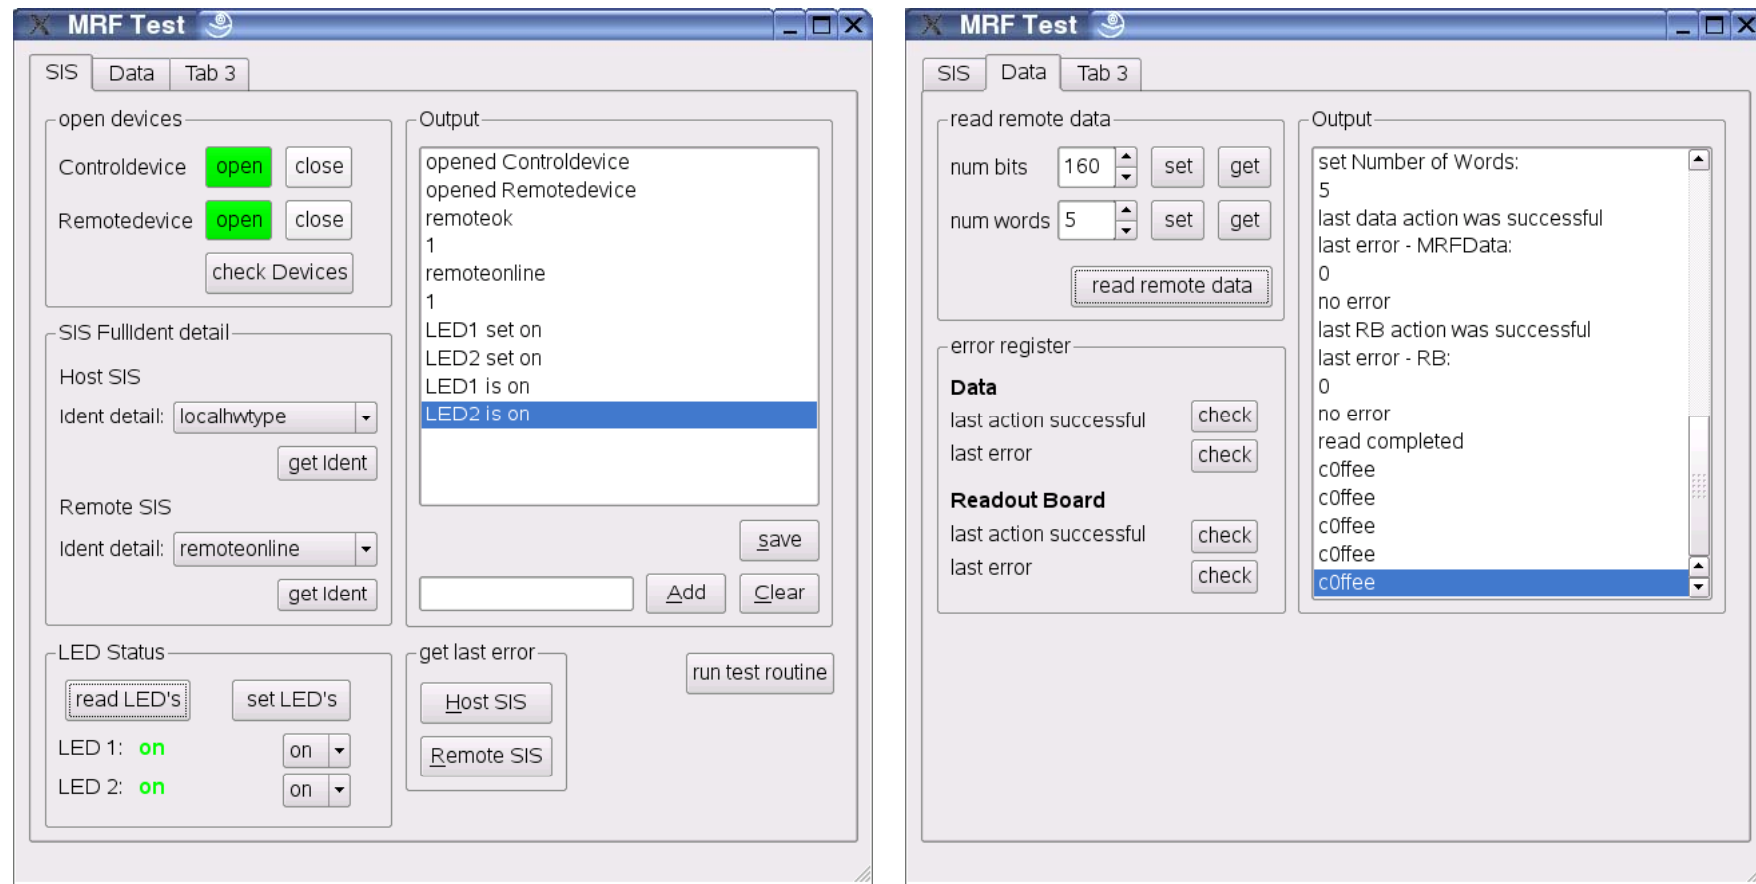 MRF Test
SIS Data Tab 3
open devices
Controldevice open close
Remotedevice open close
check Devices
SIS FullIdent detail
Host SIS
Ident detail: localhwtype
get Ident
Remote SIS
Ident detail: remoteonline
get Ident
LED Status
read LED's set LED's
LED 1: on on
LED 2: on on
Output
opened Controldevice
opened Remotedevice
remoteok
1
remoteonline
1
LED1 set on
LED2 set on
LED1 is on
LED2 is on
save
Add Clear
get last error
Host SIS
Remote SIS
run test routine
MRF Test
SIS Data Tab 3
read remote data
num bits 160 set get
num words 5 set get
read remote data
error register
Data
last action successful check
last error check
Readout Board
last action successful check
last error check
Output
set Number of Words:
5
last data action was successful
last error - MRFData:
0
no error
last RB action was successful
last error - RB:
0
no error
read completed
c0ffee
c0ffee
c0ffee
c0ffee
c0ffee